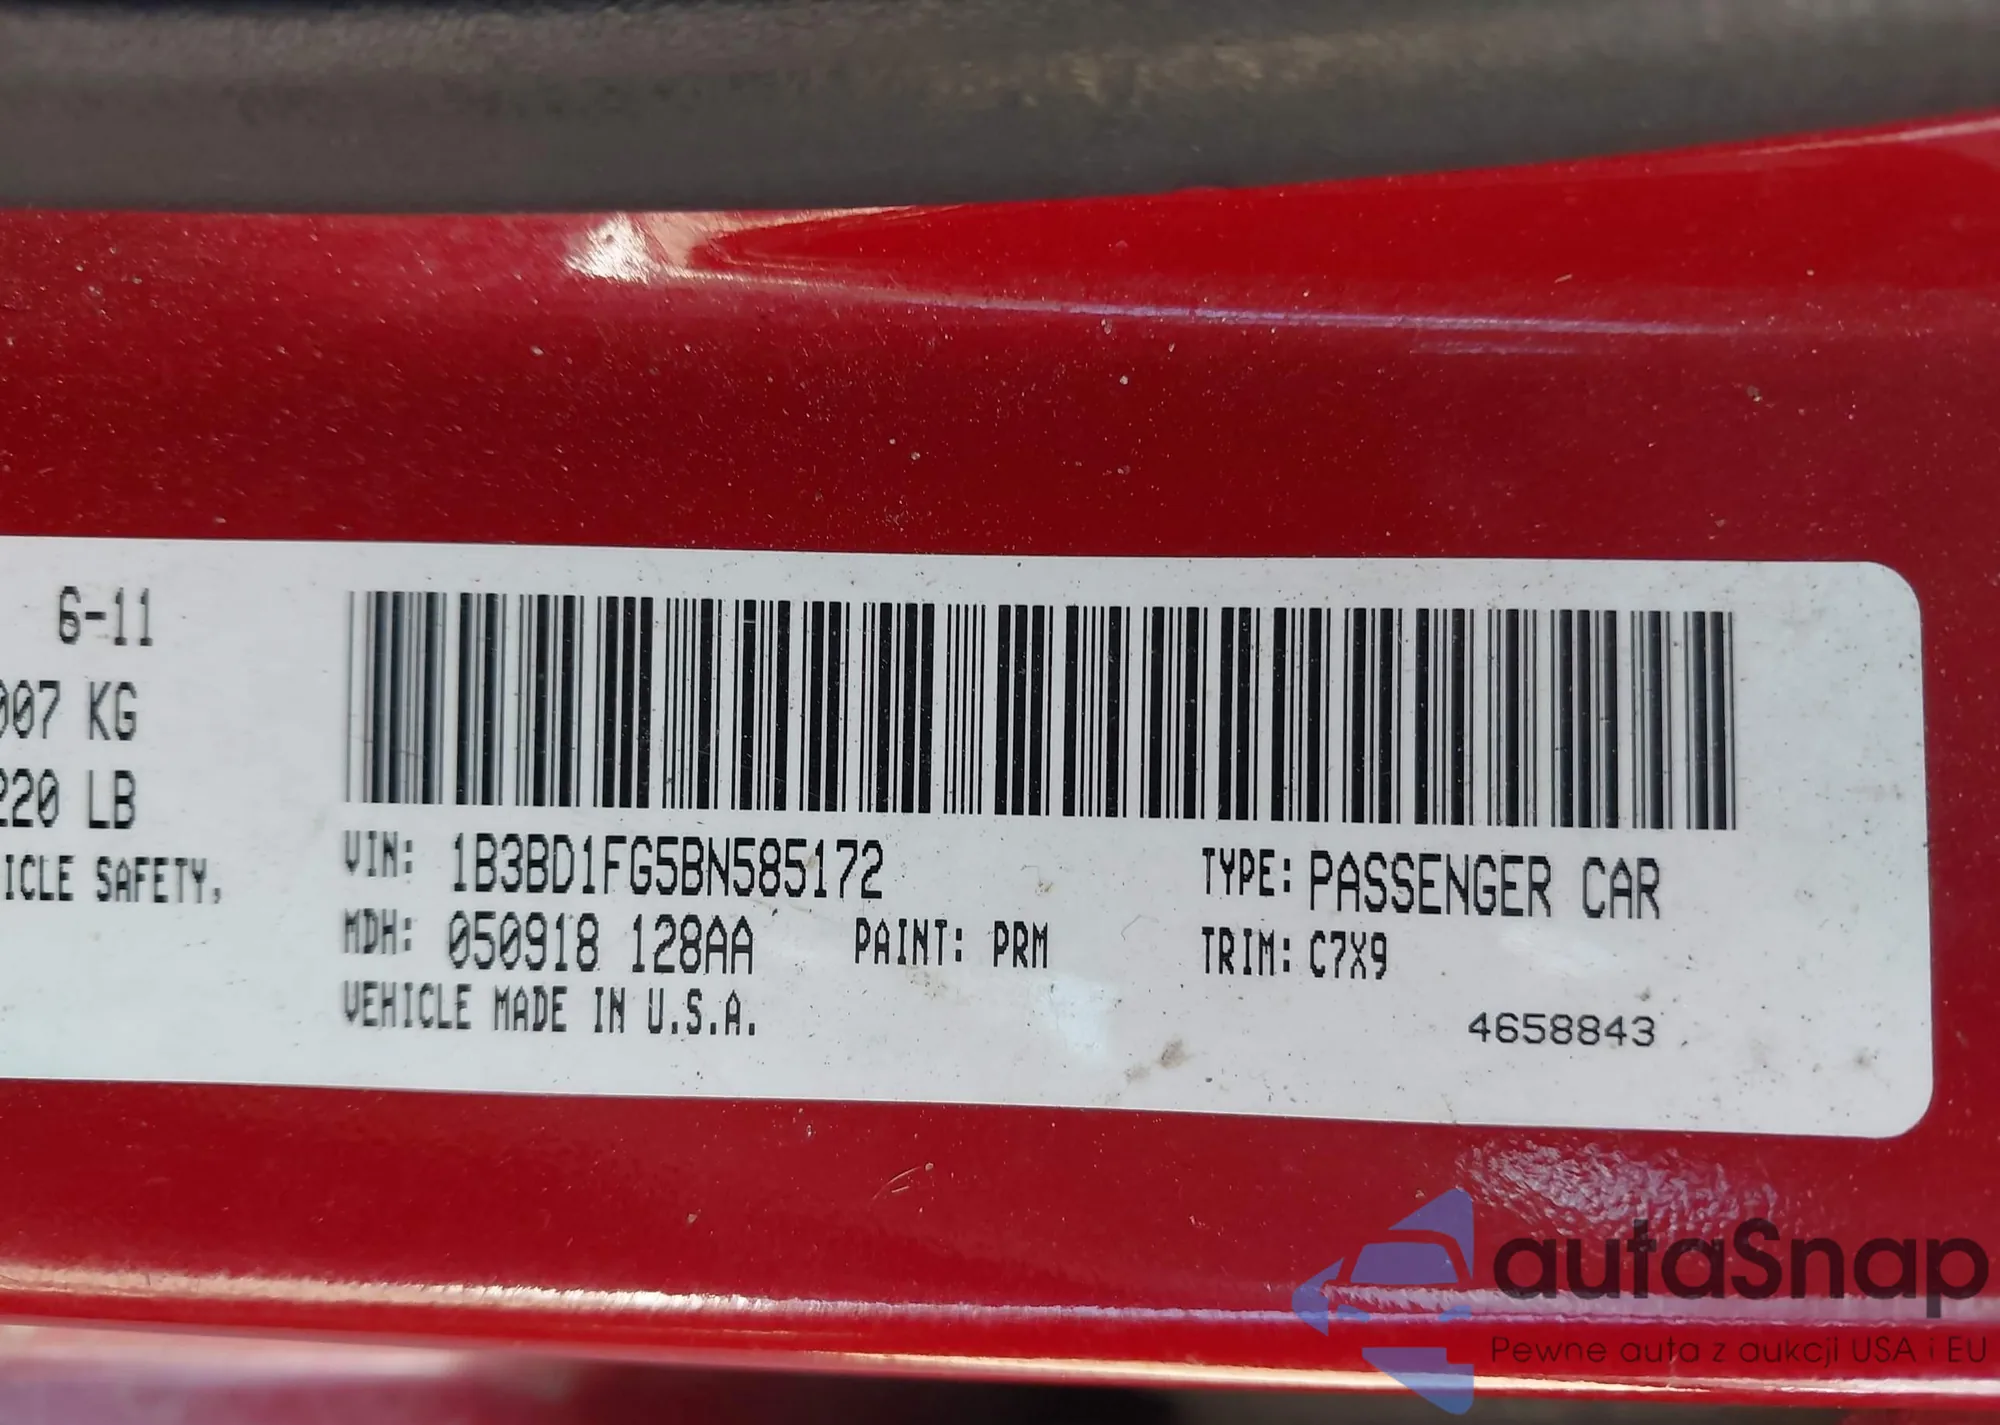 6-11
007 KG
220 LB
ICLE SAFETY,
VIN: 1B3BD1FG5BN585172 TYPE: PASSENGER CAR
MDH: 050918 128AA PAINT: PRM TRIM: C7X9
VEHICLE MADE IN U.S.A.
4658843
autaSnap
Pewne auta z aukcji USA i EU